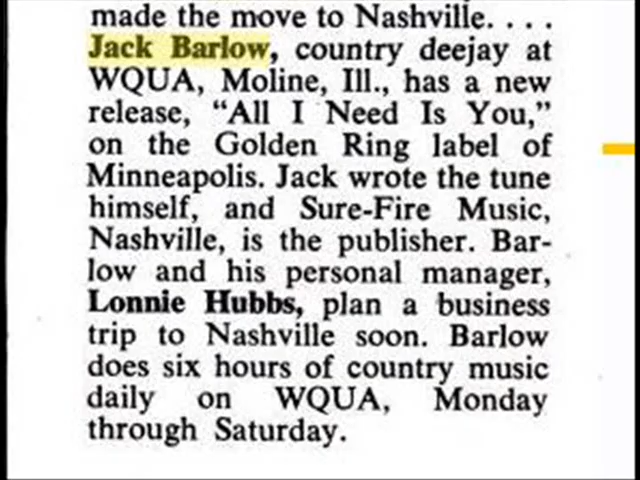 made the move to Nashville. . . .
Jack Barlow, country deejay at
WQUA, Moline, Ill., has a new
release, “All I Need Is You,”
on the Golden Ring label of
Minneapolis. Jack wrote the tune
himself, and Sure-Fire Music,
Nashville, is the publisher. Bar-
low and his personal manager,
Lonnie Hubbs, plan a business
trip to Nashville soon. Barlow
does six hours of country music
daily on WQUA, Monday
through Saturday.